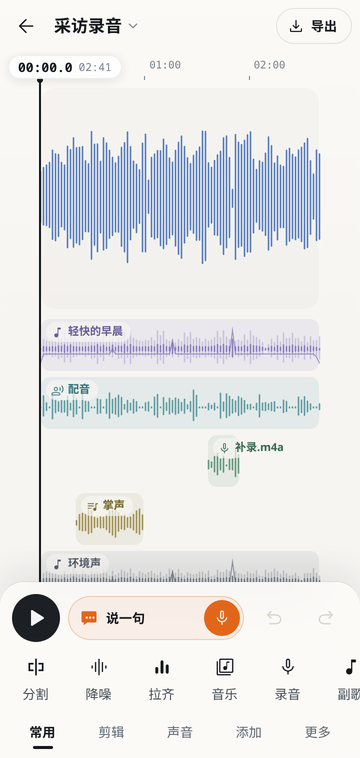 采访录音
导出
00:00.0 02:41
01:00
02:00
轻快的早晨
配音
补录.m4a
掌声
环境声
说一句
分割
降噪
拉齐
音乐
录音
副歌
常用
剪辑
声音
添加
更多